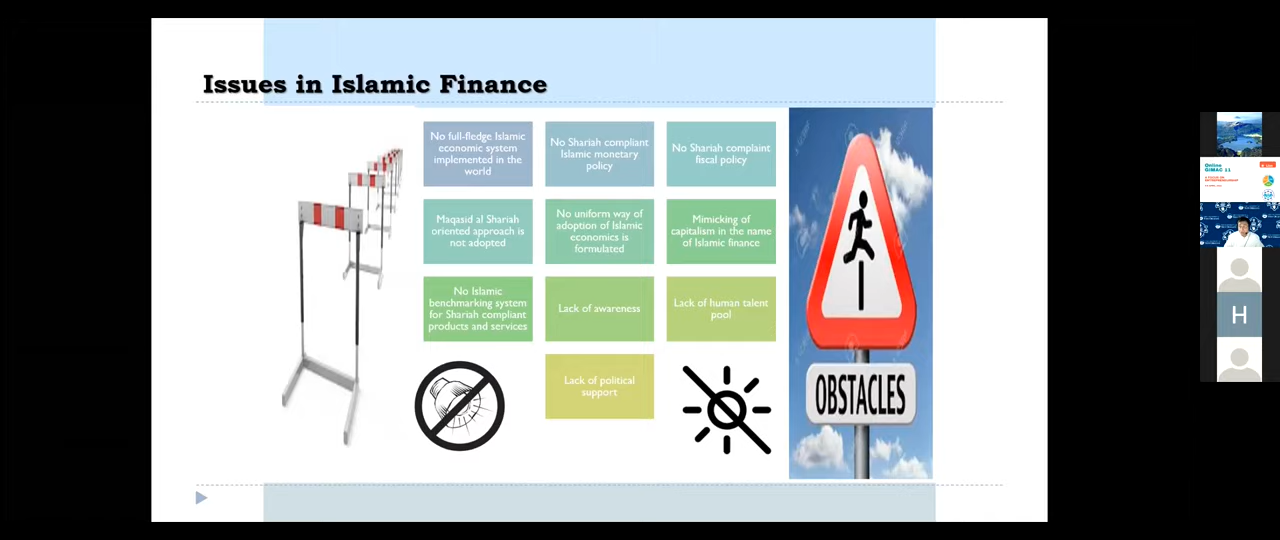 Issues in Islamic Finance
No full-fledge Islamic
economic system
implemented in the
world
No Shariah compliant
Islamic monetary
policy
No Shariah complaint
fiscal policy
Maqasid al Shariah
oriented approach is
not adopted
No uniform way of
adoption of Islamic
economics is
formulated
Mimicking of
capitalism in the name
of Islamic finance
No Islamic
benchmarking system
for Shariah compliant
products and services
Lack of awareness
Lack of human talent
pool
Lack of political
support
OBSTACLES
Online
GIMAC 11
H